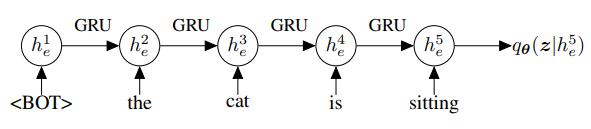 GRU GRU GRU GRU
h_e^1 h_e^2 h_e^3 h_e^4 h_e^5 q_θ(z|h_e^5)
<BOT> the cat is sitting